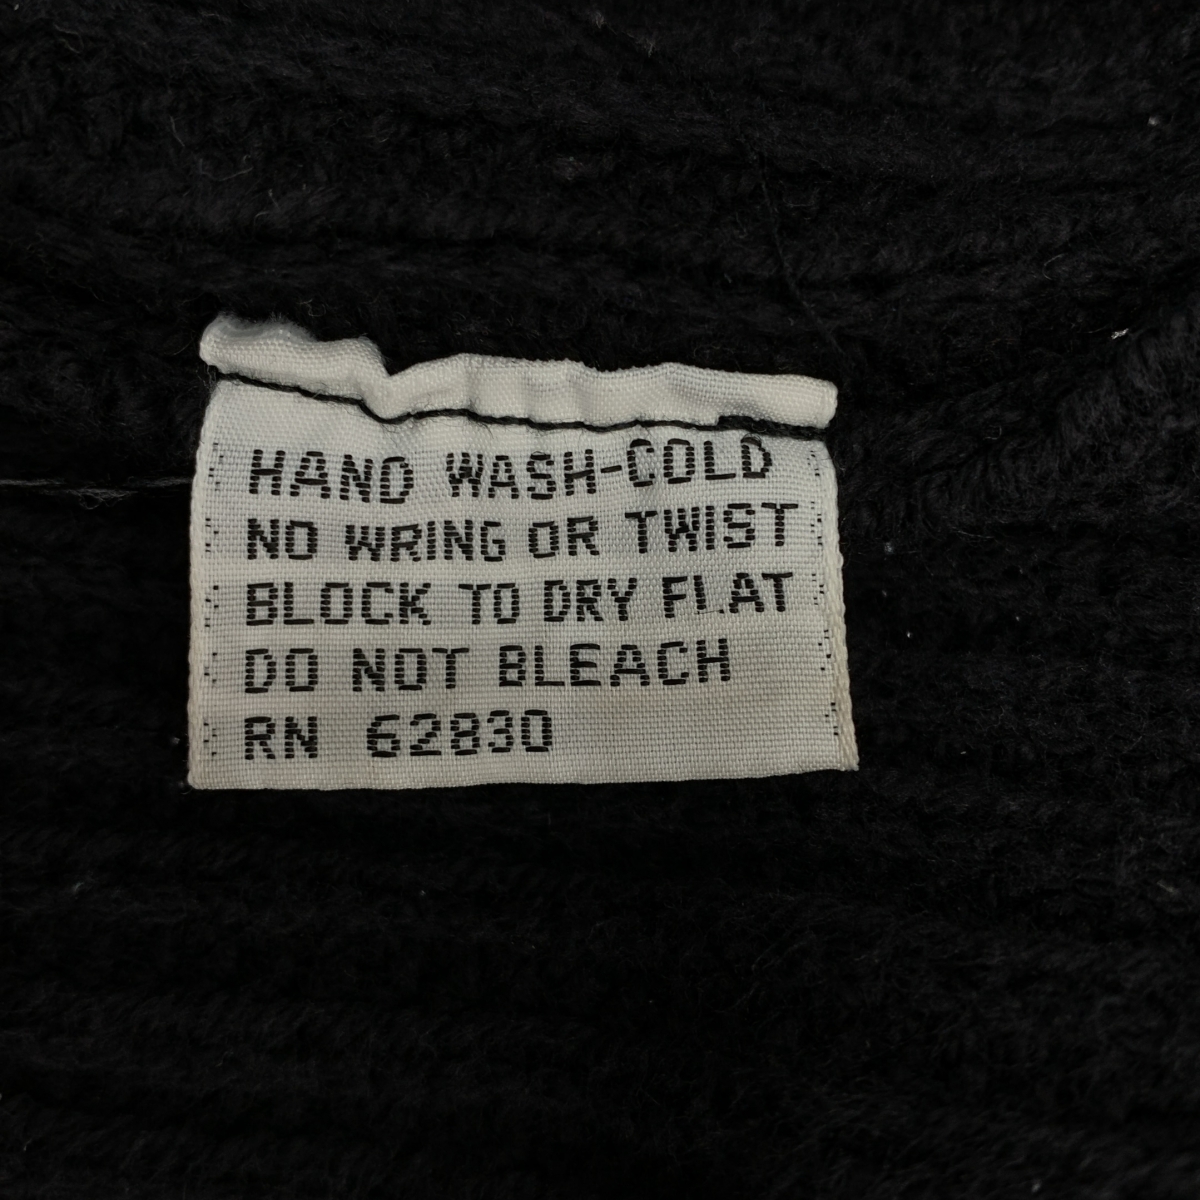 HAND WASH-COLD
NO WRING OR TWIST
BLOCK TO DRY FLAT
DO NOT BLEACH
RN 62830